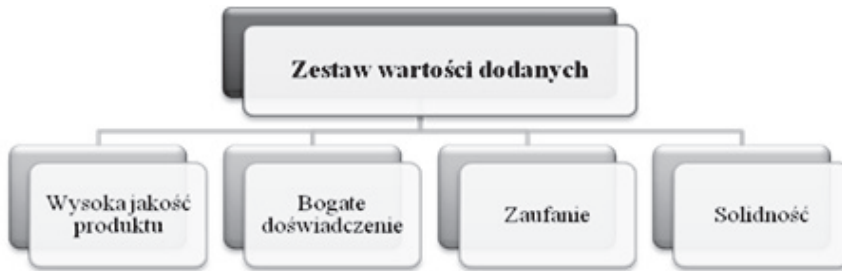 Zestaw wartości dodanych
Wysoka jakość
produktu
Bogate
doświadczenie
Zaufanie
Solidność